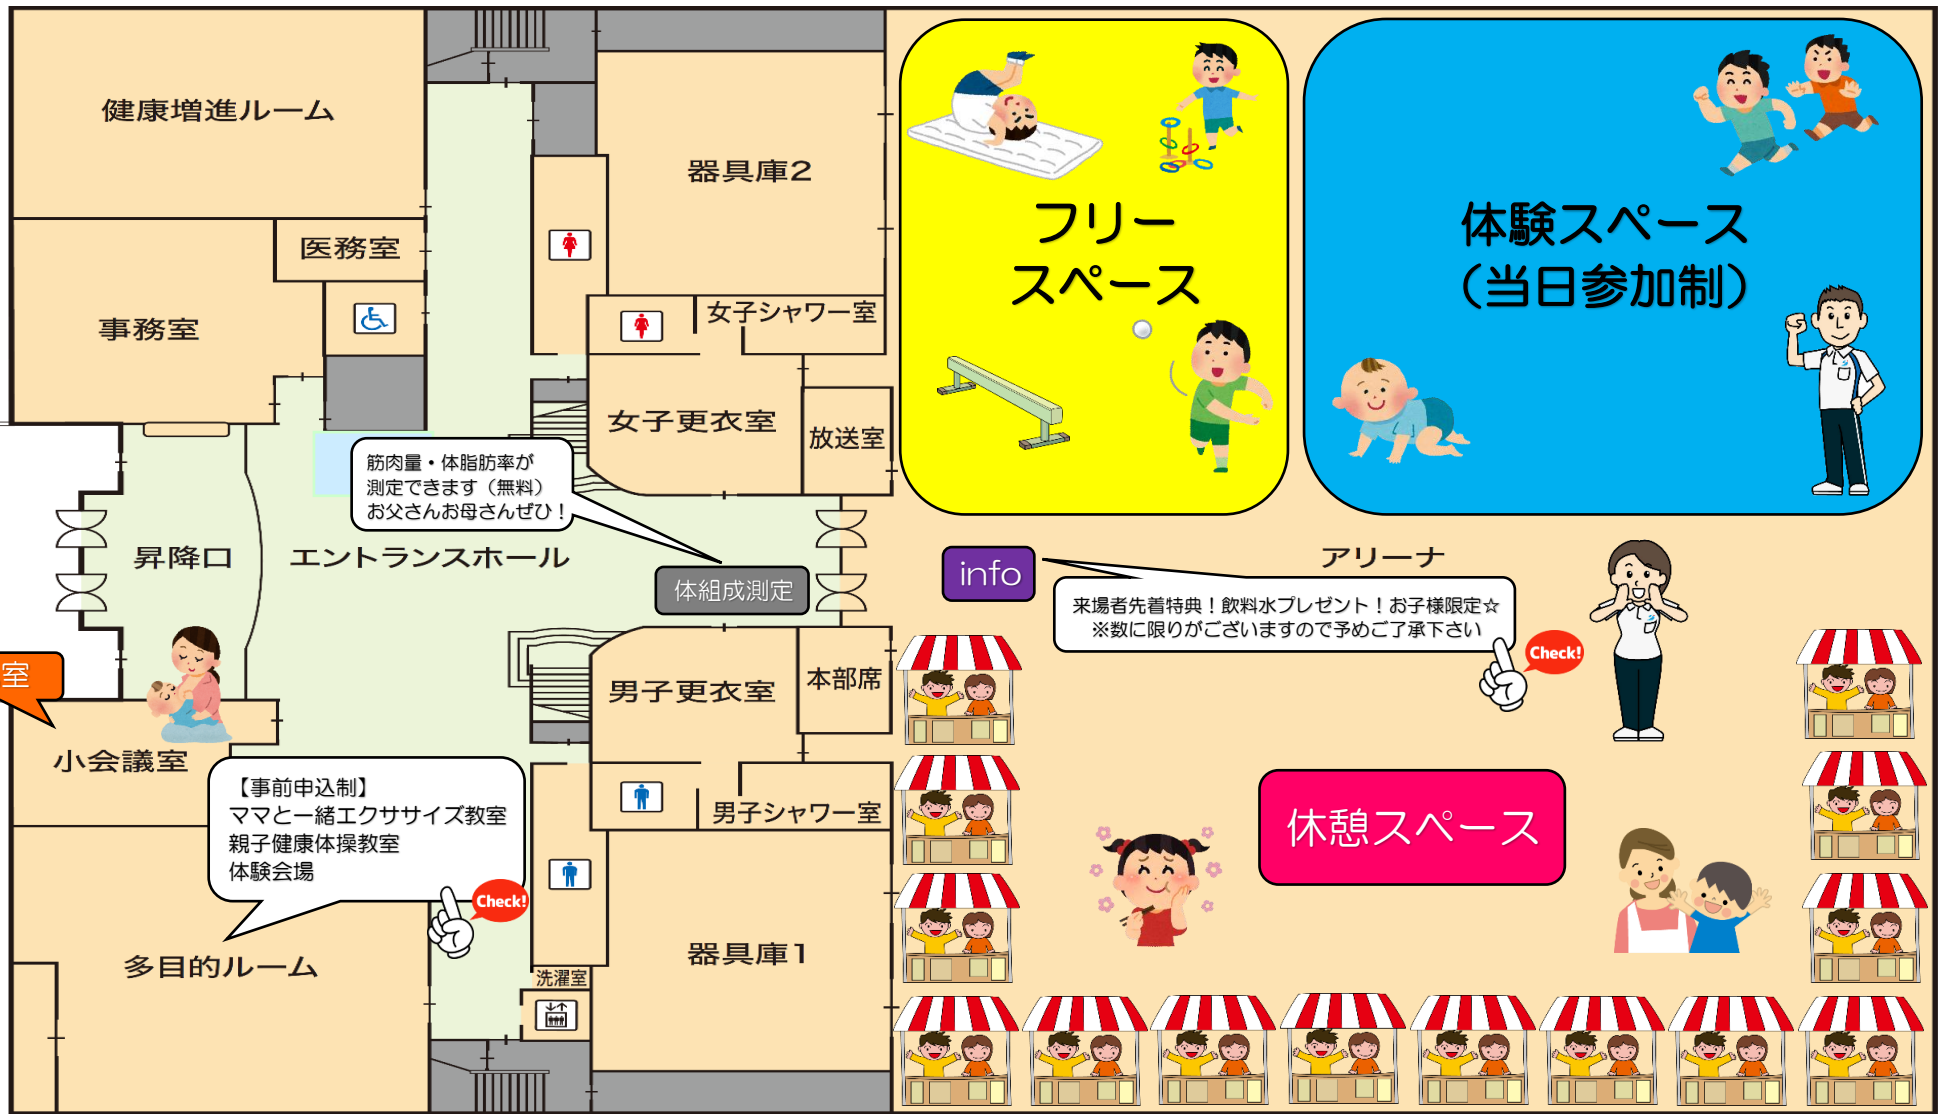 健康増進ルーム
器具庫2
フリー
スペース
体験スペース
（当日参加制）
医務室
事務室
女子シャワー室
女子更衣室
放送室
筋肉量・体脂肪率が
測定できます（無料）
お父さんお母さんぜひ！
昇降口
エントランスホール
体組成測定
info
アリーナ
来場者先着特典！飲料水プレゼント！お子様限定☆
※数に限りがございますので予めご了承下さい
Check!
室
男子更衣室
本部席
小会議室
【事前申込制】
ママと一緒エクササイズ教室
親子健康体操教室
体験会場
Check!
男子シャワー室
休憩スペース
多目的ルーム
器具庫1
洗濯室